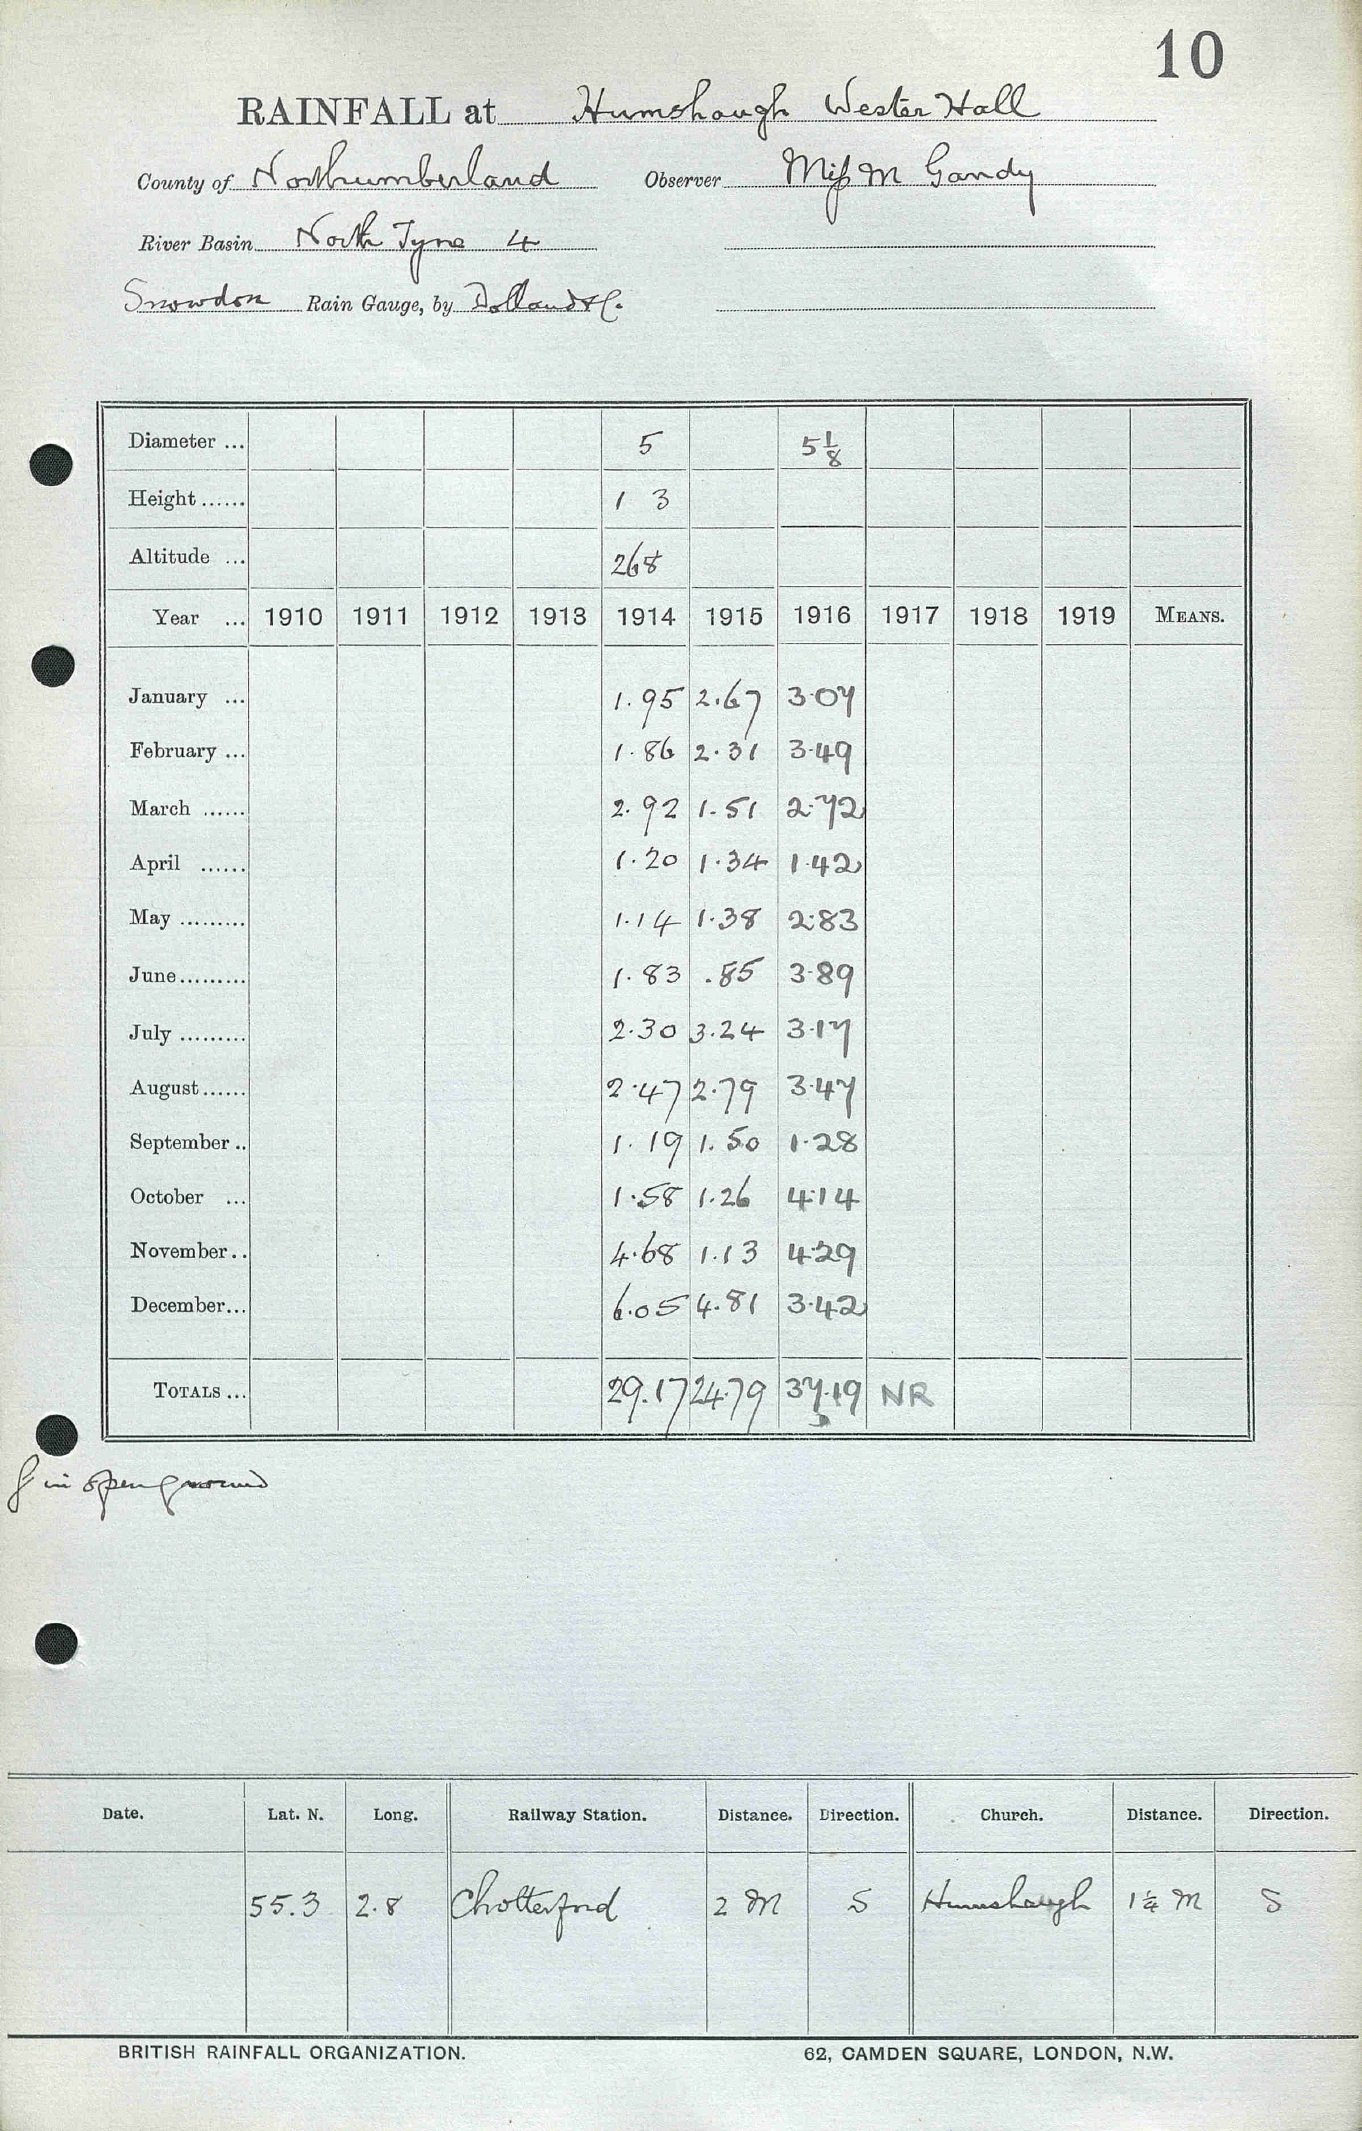 10
RAINFALL at Humshaugh Wester Hall
County of Northumberland Observer Miss M Gandy
River Basin North Tyne 4
Snowdon Rain Gauge, by Dolland & Co.
Diameter ... 5 5 1/8
Height ...... 1 3
Altitude ... 268
Year ... 1910 1911 1912 1913 1914 1915 1916 1917 1918 1919 MEANS.
January ... 1.95 2.67 3.07
February ... 1.86 2.31 3.49
March ...... 2.92 1.51 2.72
April ...... 1.20 1.34 1.42
May ......... 1.14 1.38 2.83
June ......... 1.83 .85 3.89
July ......... 2.30 3.24 3.17
August ...... 2.47 2.79 3.47
September .. 1.19 1.50 1.28
October ... 1.58 1.26 4.14
November .. 4.68 1.13 4.29
December ... 6.05 4.81 3.42
TOTALS ... 29.17 24.79 37.19 NR
G in open ground
Date. Lat. N. Long. Railway Station. Distance. Direction. Church. Distance. Direction.
55.3 2.8 Chollerford 2 M S Humshaugh 1 1/4 M S
BRITISH RAINFALL ORGANIZATION. 62, CAMDEN SQUARE, LONDON, N.W.